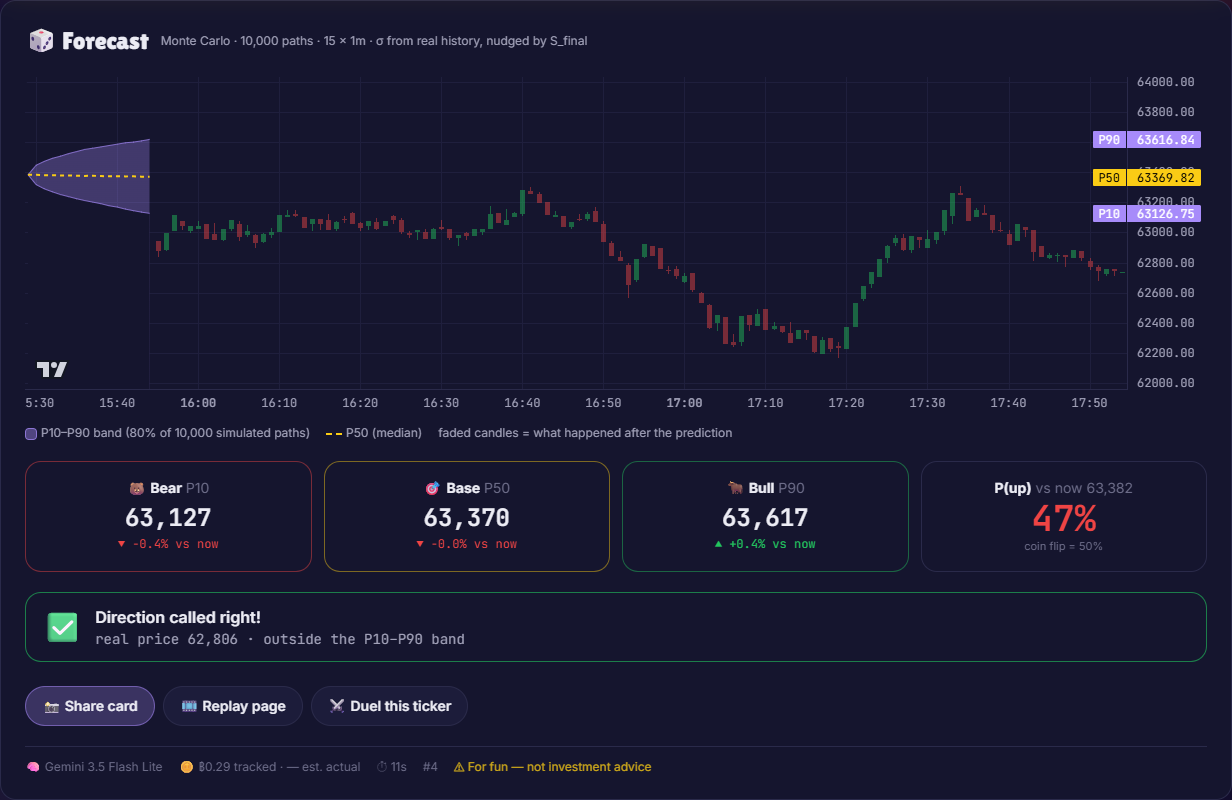 Forecast Monte Carlo · 10,000 paths · 15 × 1m · σ from real history, nudged by S_final
64000.00
63800.00
P90 63616.84
P50 63369.82
63200.00
P10 63126.75
63000.00
62800.00
62600.00
62400.00
62200.00
62000.00
5:30 15:40 16:00 16:10 16:20 16:30 16:40 16:50 17:00 17:10 17:20 17:30 17:40 17:50
P10–P90 band (80% of 10,000 simulated paths) P50 (median) faded candles = what happened after the prediction
Bear P10
63,127
▼ -0.4% vs now
Base P50
63,370
▼ -0.0% vs now
Bull P90
63,617
▲ +0.4% vs now
P(up) vs now 63,382
47%
coin flip = 50%
Direction called right!
real price 62,806 · outside the P10–P90 band
Share card
Replay page
Duel this ticker
Gemini 3.5 Flash Lite ฿0.29 tracked · — est. actual 11s #4 ⚠ For fun — not investment advice